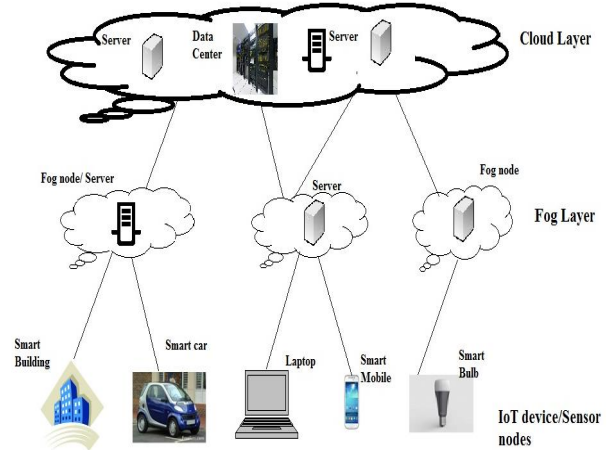 Cloud Layer
Server
Data
Center
Server
Fog node/ Server
Server
Fog node
Fog Layer
Smart
Building
Smart car
Laptop
Smart
Mobile
Smart
Bulb
IoT device/Sensor
nodes